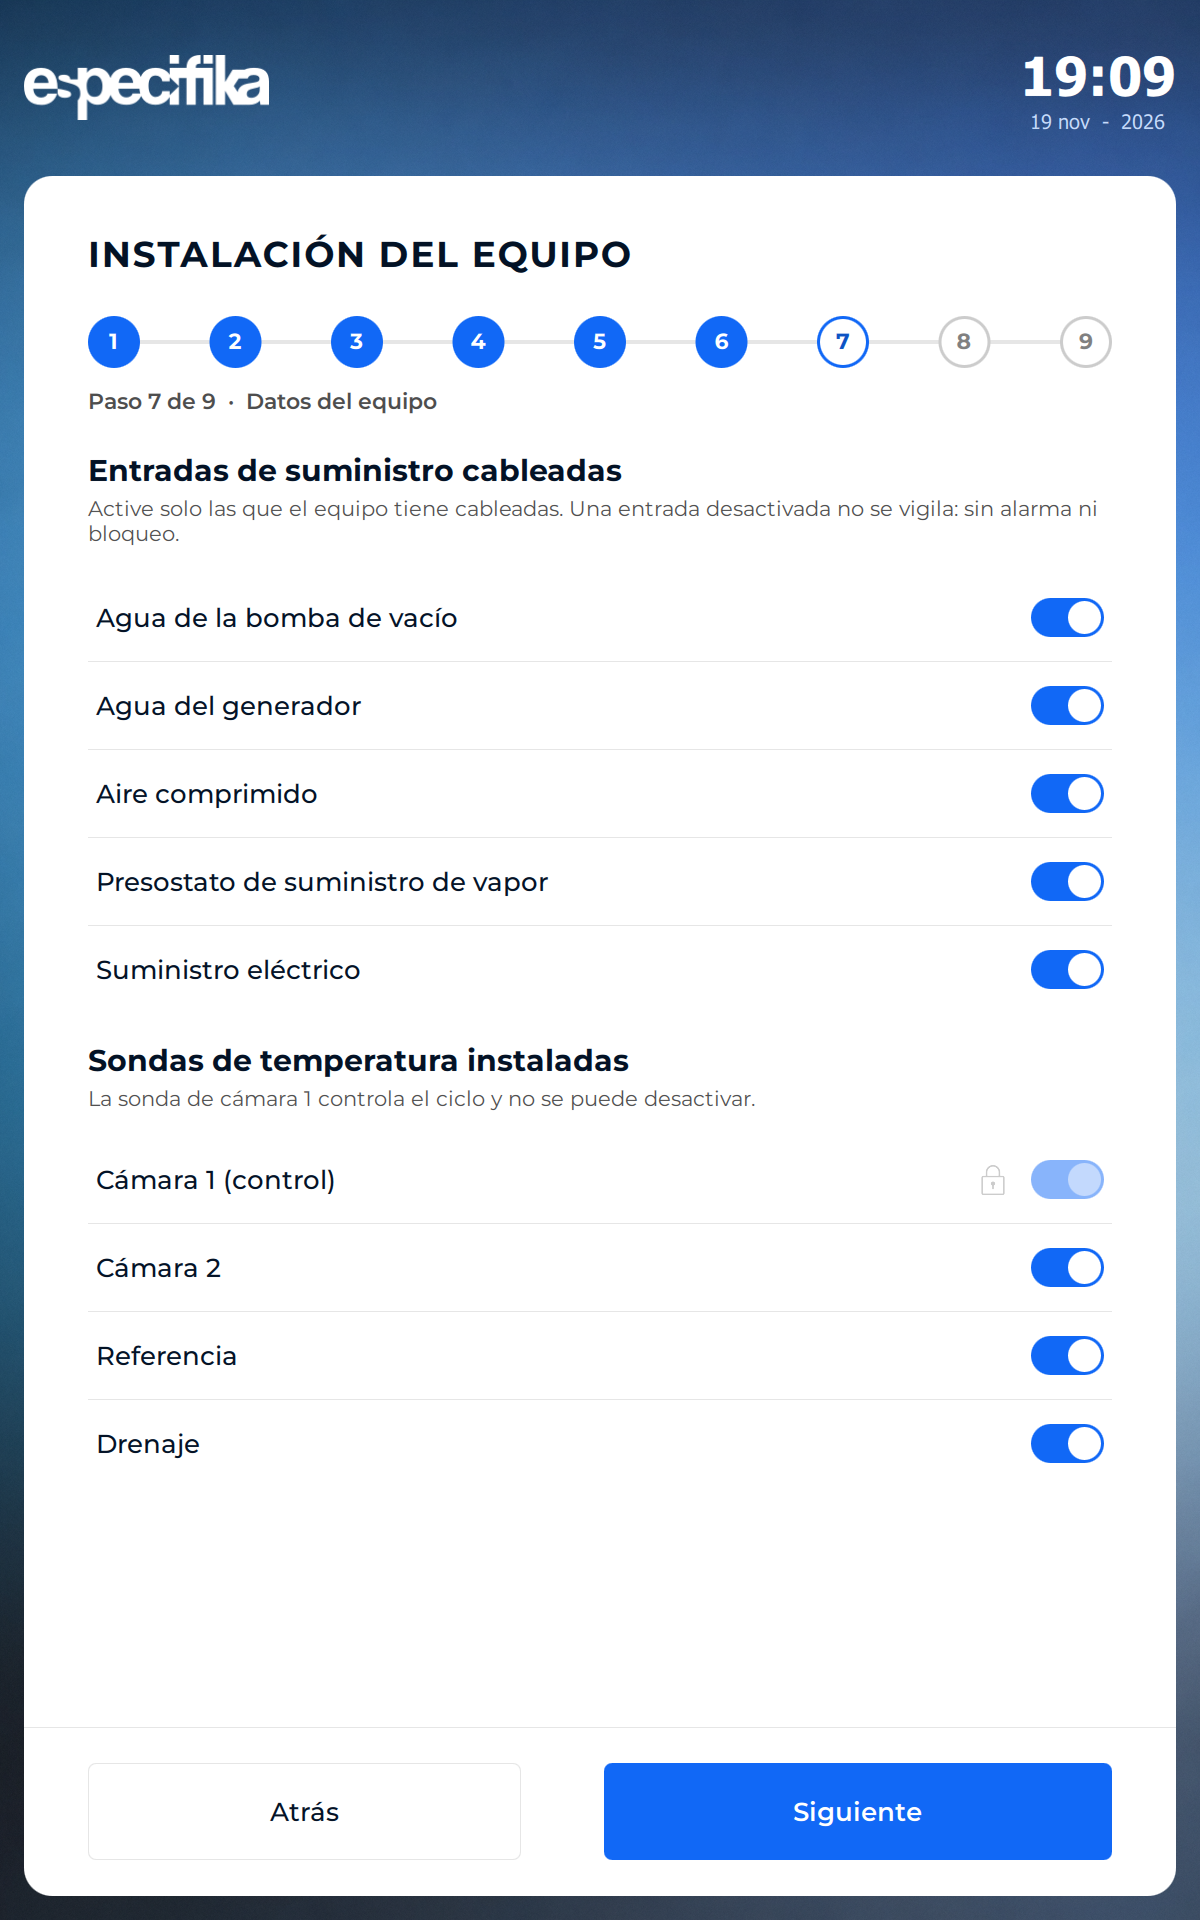 especifika
19:09
19 nov - 2026
INSTALACIÓN DEL EQUIPO
1 2 3 4 5 6 7 8 9
Paso 7 de 9 · Datos del equipo
Entradas de suministro cableadas
Active solo las que el equipo tiene cableadas. Una entrada desactivada no se vigila: sin alarma ni
bloqueo.
Agua de la bomba de vacío
Agua del generador
Aire comprimido
Presostato de suministro de vapor
Suministro eléctrico
Sondas de temperatura instaladas
La sonda de cámara 1 controla el ciclo y no se puede desactivar.
Cámara 1 (control)
Cámara 2
Referencia
Drenaje
Atrás
Siguiente